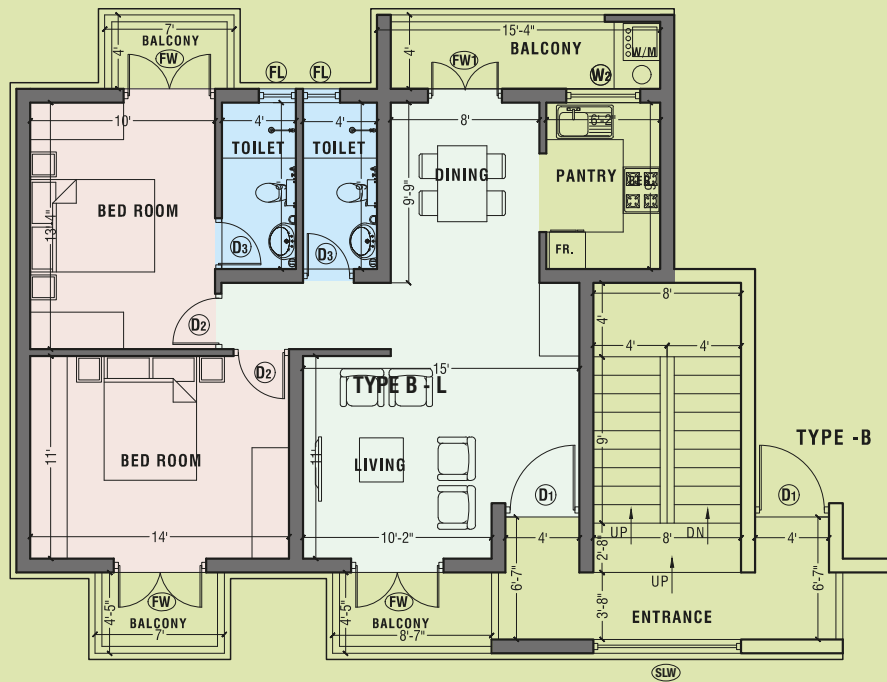 7'
15'-4"
BALCONY
4'
4'
BALCONY
W/M
FW
FW1
FL
FL
W2
10'
4'
4'
8'
6'-2"
TOILET
TOILET
DINING
PANTRY
9'-9"
BED ROOM
13'-4"
D3
D3
FR.
8'
D2
4'
4'
4'
D2
15'
TYPE B - L
TYPE -B
11'
BED ROOM
11'
LIVING
9'
D1
D1
14'
10'-2"
4'
UP
8'
DN
4'
2'-8"
UP
6'-7"
6'-7"
FW
FW
4'-5"
BALCONY
7'
4'-5"
BALCONY
8'-7"
3'-8"
ENTRANCE
SLW